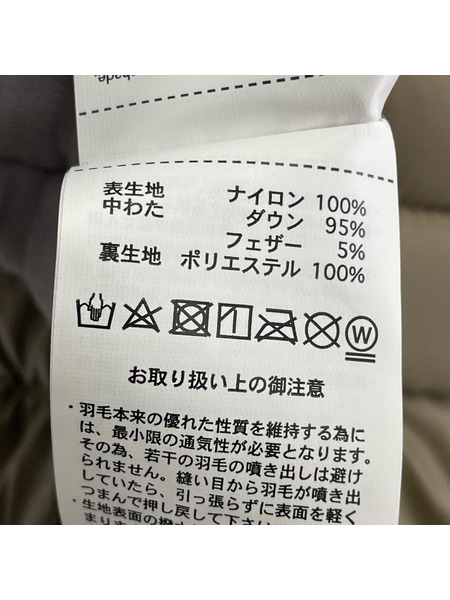 shade.
表生地 ナイロン 100%
中わた ダウン 95%
フェザー 5%
裏生地 ポリエステル 100%
W
お取り扱い上の御注意
・羽毛本来の優れた性質を維持する為に
は、最小限の通気性が必要となります。
その為、若干の羽毛の噴き出しは避け
られません。縫い目から羽毛が噴き出
していたら、引っ張らずに表面を軽く
つまんで押し戻して下さい
・生地表面の撥